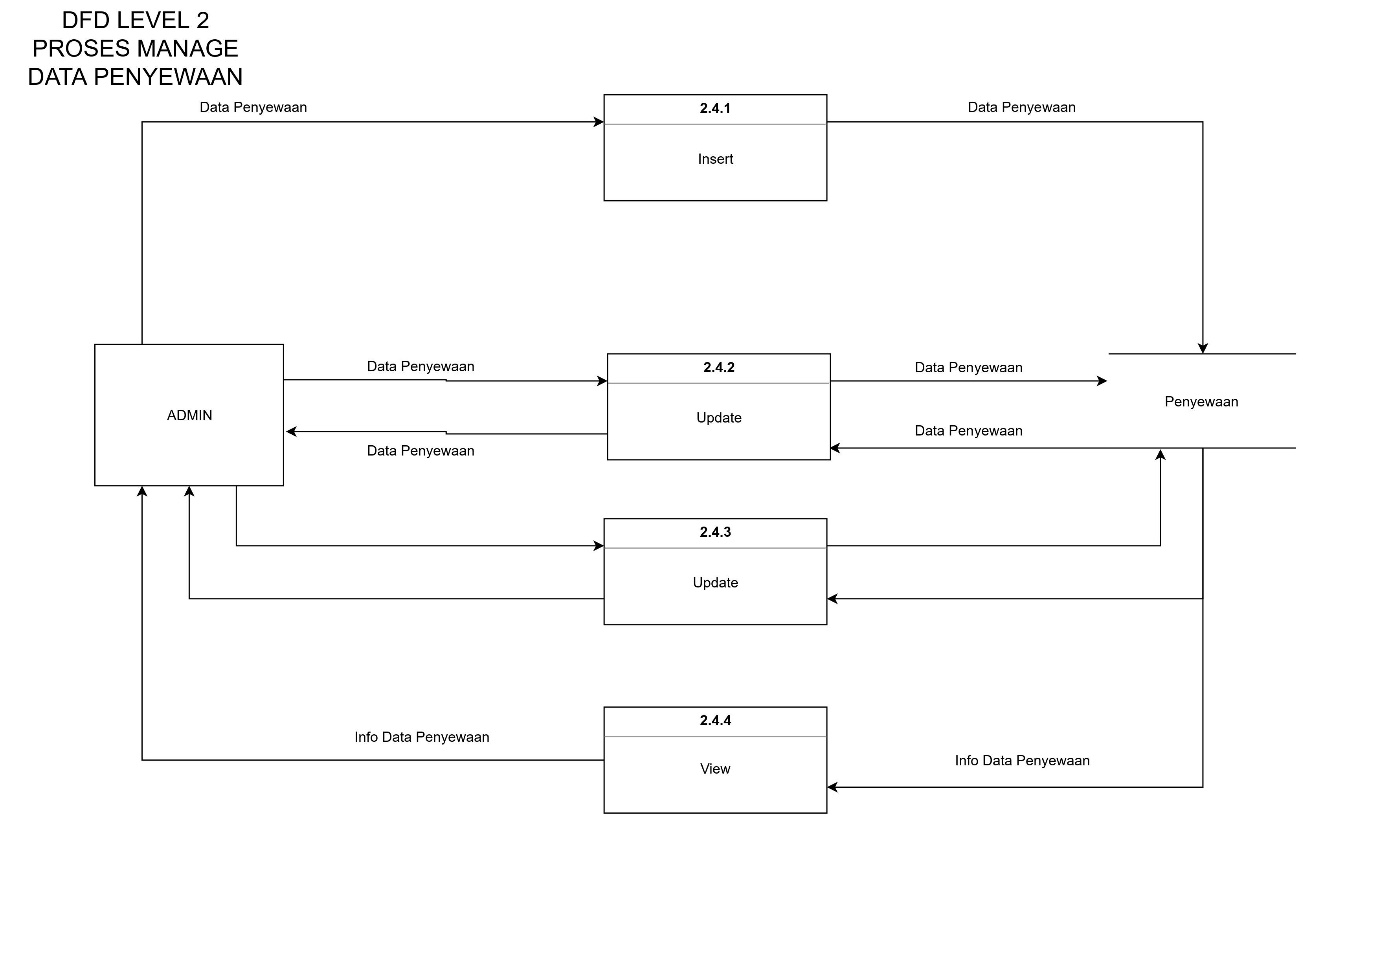 DFD LEVEL 2
PROSES MANAGE
DATA PENYEWAAN
Data Penyewaan
2.4.1
Insert
Data Penyewaan
ADMIN
Data Penyewaan
Data Penyewaan
2.4.2
Update
Data Penyewaan
Data Penyewaan
Penyewaan
2.4.3
Update
Info Data Penyewaan
2.4.4
View
Info Data Penyewaan